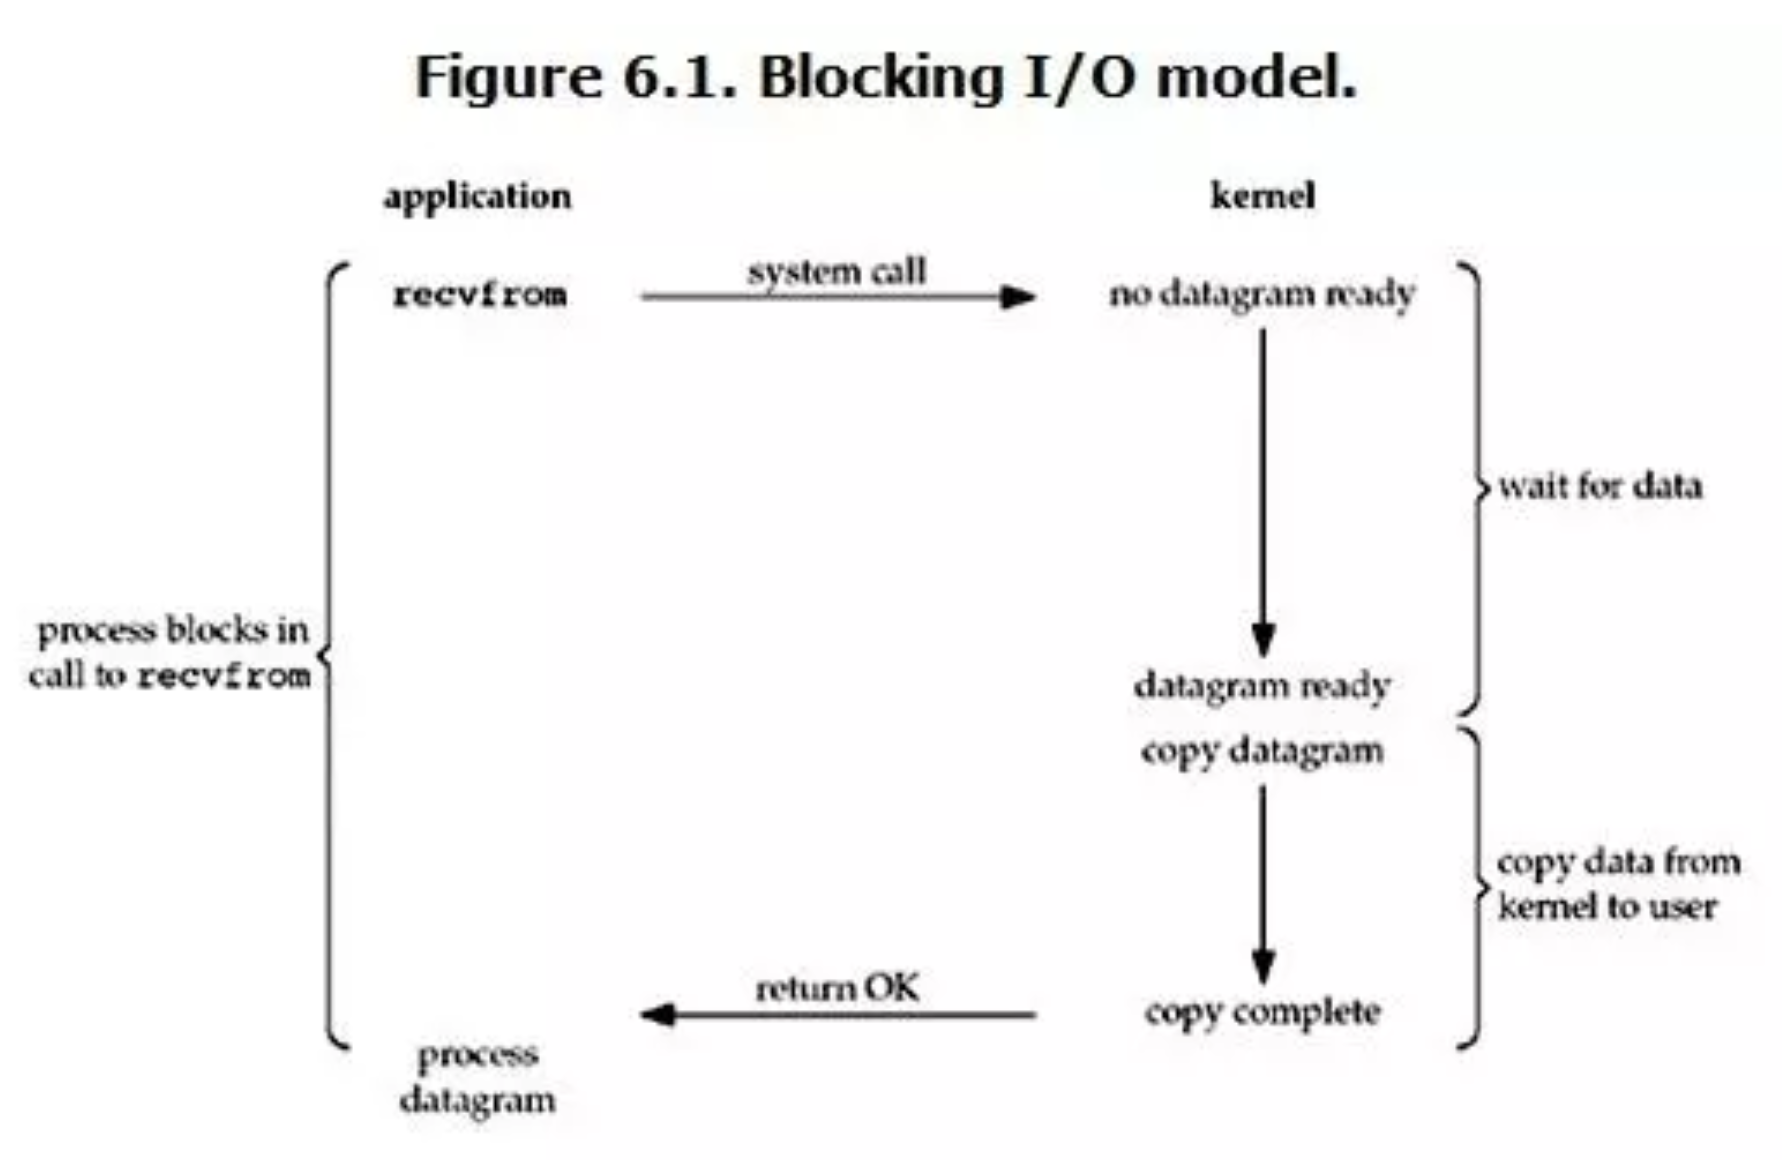 Figure 6.1. Blocking I/O model.
application
kernel
recvfrom
system call
no datagram ready
wait for data
process blocks in
call to recvfrom
datagram ready
copy datagram
copy data from
kernel to user
return OK
copy complete
process
datagram